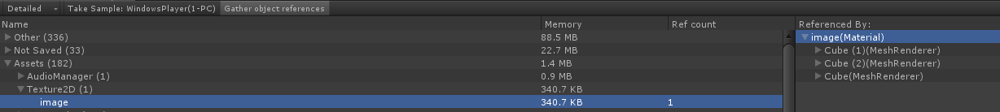 Detailed Take Sample: WindowsPlayer(1-PC) Gather object references
Name Memory Ref count Referenced By:
Other (336) 88.5 MB image(Material)
Not Saved (33) 22.7 MB Cube (1)(MeshRenderer)
Assets (182) 1.4 MB Cube (2)(MeshRenderer)
AudioManager (1) 0.9 MB Cube(MeshRenderer)
Texture2D (1) 340.7 KB
image 340.7 KB 1